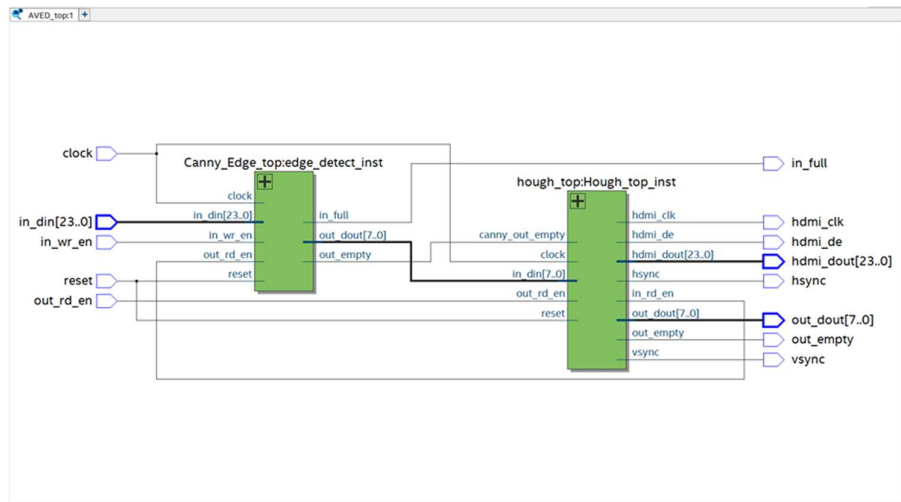 AVED_top:1
clock
in_din[23..0]
in_wr_en
reset
out_rd_en
Canny_Edge_top:edge_detect_inst
clock
in_din[23..0]
in_wr_en
out_rd_en
reset
in_full
out_dout[7..0]
out_empty
hough_top:Hough_top_inst
canny_out_empty
clock
in_din[7..0]
out_rd_en
reset
hdmi_clk
hdmi_de
hdmi_dout[23..0]
hsync
in_rd_en
out_dout[7..0]
out_empty
vsync
in_full
hdmi_clk
hdmi_de
hdmi_dout[23..0]
hsync
out_dout[7..0]
out_empty
vsync